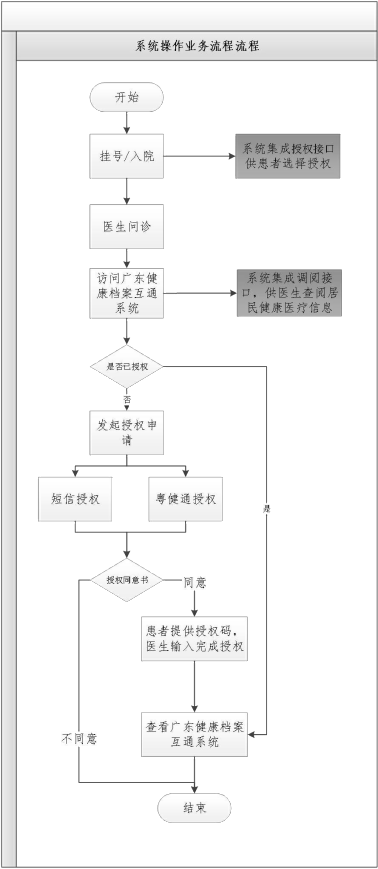 系统操作业务流程流程
开始
挂号/入院
系统集成授权接口
供患者选择授权
医生问诊
访问广东健
康档案互通
系统
系统集成调阅接
口，供医生查阅居
民健康医疗信息
是否已授权
否
发起授权申
请
短信授权
粤健通授权
是
授权同意书
同意
患者提供授权码，
医生输入完成授权
查看广东健康档案
互通系统
不同意
结束